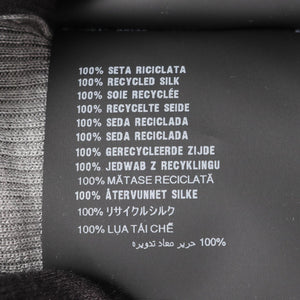 100% SETA RICICLATA
100% RECYCLED SILK
100% SOIE RECYCLÉE
100% RECYCELTE SEIDE
100% SEDA RECICLADA
100% SEDA RECICLADA
100% GERECYCLEERDE ZIJDE
100% JEDWAB Z RECYKLINGU
100% MĂTASE RECICLATĂ
100% ÅTERVUNNET SILKE
100% リサイクルシルク
100% LỤA TÁI CHẾ
100% حرير معاد تدويره